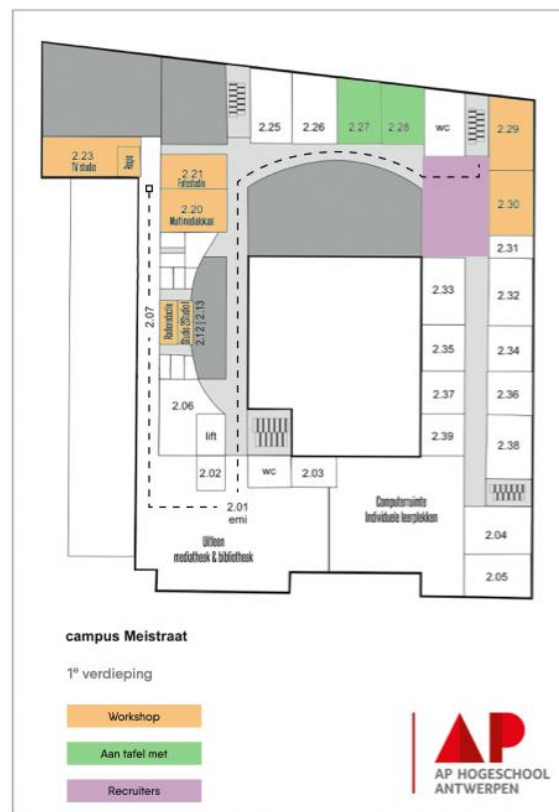 2.25
2.26
2.27
2.28
wc
2.29
2.23
TV studio
Regie
2.21
Fotostudio
2.20
Multimedialokaal
2.30
2.31
2.07
2.33
2.32
2.12 | 2.13
2.35
2.34
2.06
2.37
2.36
lift
2.39
2.38
2.02
wc
2.03
2.01
emi
Uitleen
mediatheek & bibliotheek
Computerruimte
Individuele leerplekken
2.04
2.05
campus Meistraat
1e verdieping
Workshop
Aan tafel met
Recruiters
AP
AP HOGESCHOOL
ANTWERPEN